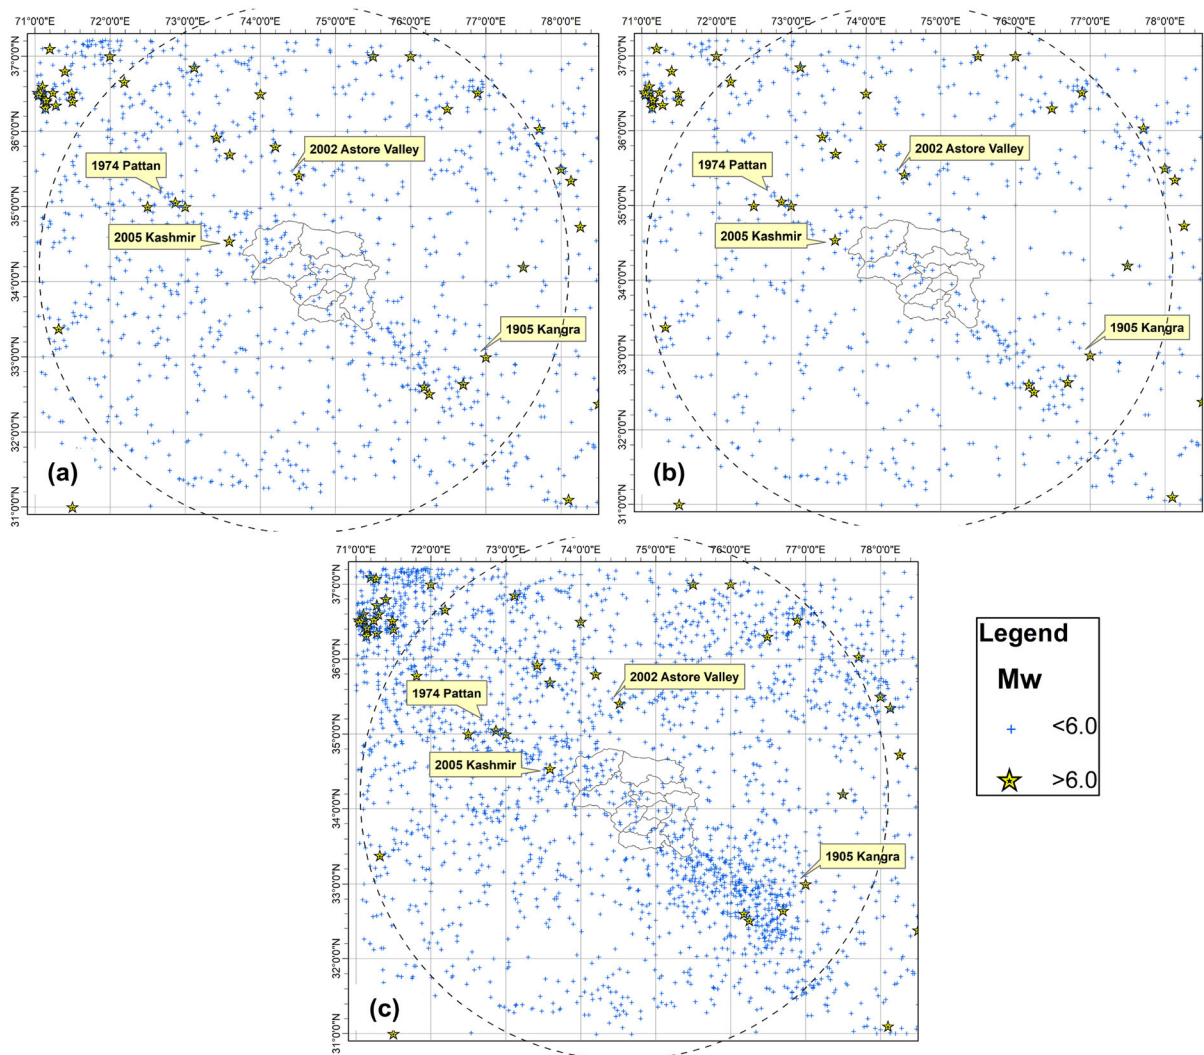 71°0'0"E 72°0'0"E 73°0'0"E 74°0'0"E 75°0'0"E 76°0'0"E 77°0'0"E 78°0'0"E
37°0'0"N
36°0'0"N
35°0'0"N
34°0'0"N
33°0'0"N
32°0'0"N
31°0'0"N
2002 Astore Valley
1974 Pattan
2005 Kashmir
1905 Kangra
(a)
71°0'0"E 72°0'0"E 73°0'0"E 74°0'0"E 75°0'0"E 76°0'0"E 77°0'0"E 78°0'0"E
37°0'0"N
36°0'0"N
35°0'0"N
34°0'0"N
33°0'0"N
32°0'0"N
31°0'0"N
2002 Astore Valley
1974 Pattan
2005 Kashmir
1905 Kangra
(b)
71°0'0"E 72°0'0"E 73°0'0"E 74°0'0"E 75°0'0"E 76°0'0"E 77°0'0"E 78°0'0"E
37°0'0"N
36°0'0"N
35°0'0"N
34°0'0"N
33°0'0"N
32°0'0"N
31°0'0"N
2002 Astore Valley
1974 Pattan
2005 Kashmir
1905 Kangra
(c)
Legend
Mw
<6.0
>6.0